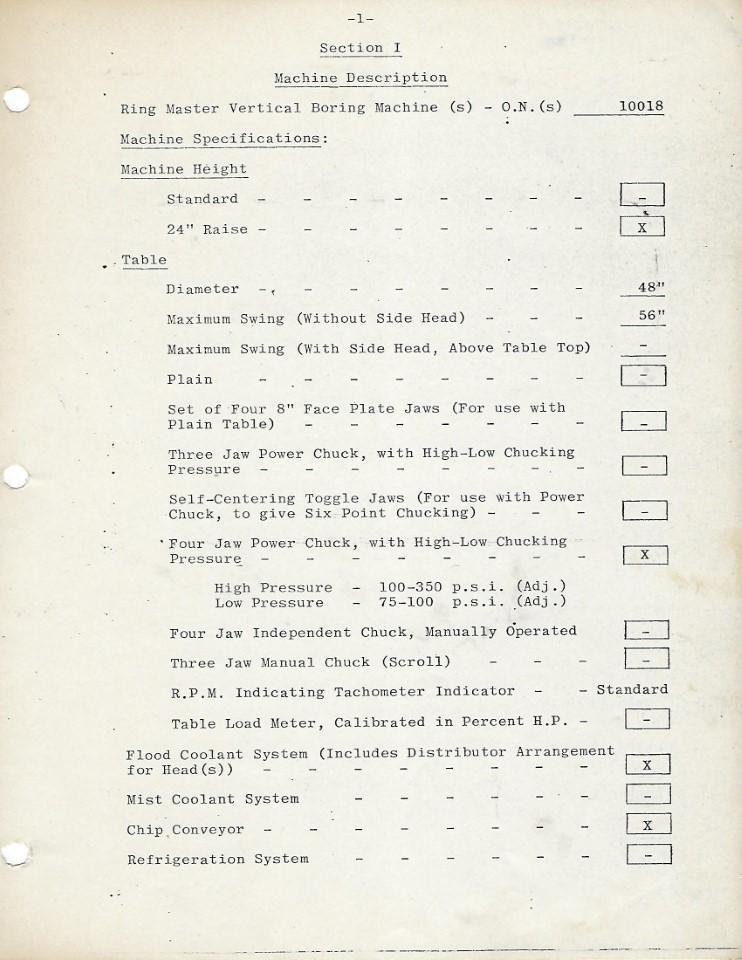 -1-
Section I
Machine Description
Ring Master Vertical Boring Machine (s) - O.N.(s) 10018
Machine Specifications:
Machine Height
Standard - - - - - - - - -
24" Raise - - - - - - - - X
Table
Diameter - - - - - - - - 48"
Maximum Swing (Without Side Head) - - - 56"
Maximum Swing (With Side Head, Above Table Top) -
Plain - - - - - - - - -
Set of Four 8" Face Plate Jaws (For use with
Plain Table) - - - - - - - -
Three Jaw Power Chuck, with High-Low Chucking
Pressure - - - - - - - - -
Self-Centering Toggle Jaws (For use with Power
Chuck, to give Six Point Chucking) - - - -
Four Jaw Power Chuck, with High-Low Chucking
Pressure - - - - - - - - X
High Pressure - 100-350 p.s.i. (Adj.)
Low Pressure - 75-100 p.s.i. (Adj.)
Four Jaw Independent Chuck, Manually Operated -
Three Jaw Manual Chuck (Scroll) - - - -
R.P.M. Indicating Tachometer Indicator - - Standard
Table Load Meter, Calibrated in Percent H.P. - -
Flood Coolant System (Includes Distributor Arrangement
for Head(s)) - - - - - - - - X
Mist Coolant System - - - - - - -
Chip Conveyor - - - - - - - - X
Refrigeration System - - - - - - -